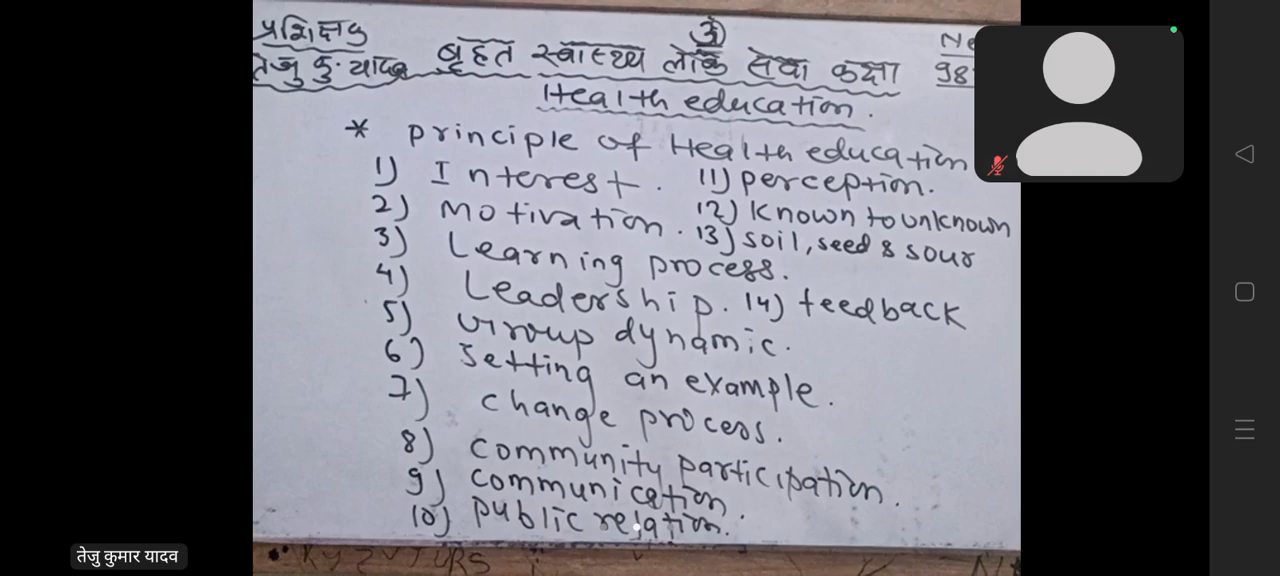 प्रशिक्षक
तेजु कु. यादव
ॐ
बृहत स्वास्थ्य लोक सेवा कक्षा
Ne
98
Health education.
* principle of Health education
1) Interest. 11) perception.
2) Motivation. 12) Known to unknown
3) Learning process. 13) soil, seed & sour
4) Leadership. 14) feedback
5) Group dynamic.
6) setting an example.
7) change process.
8) community participation.
9) communication.
10) public relation.
तेजु कुमार यादव